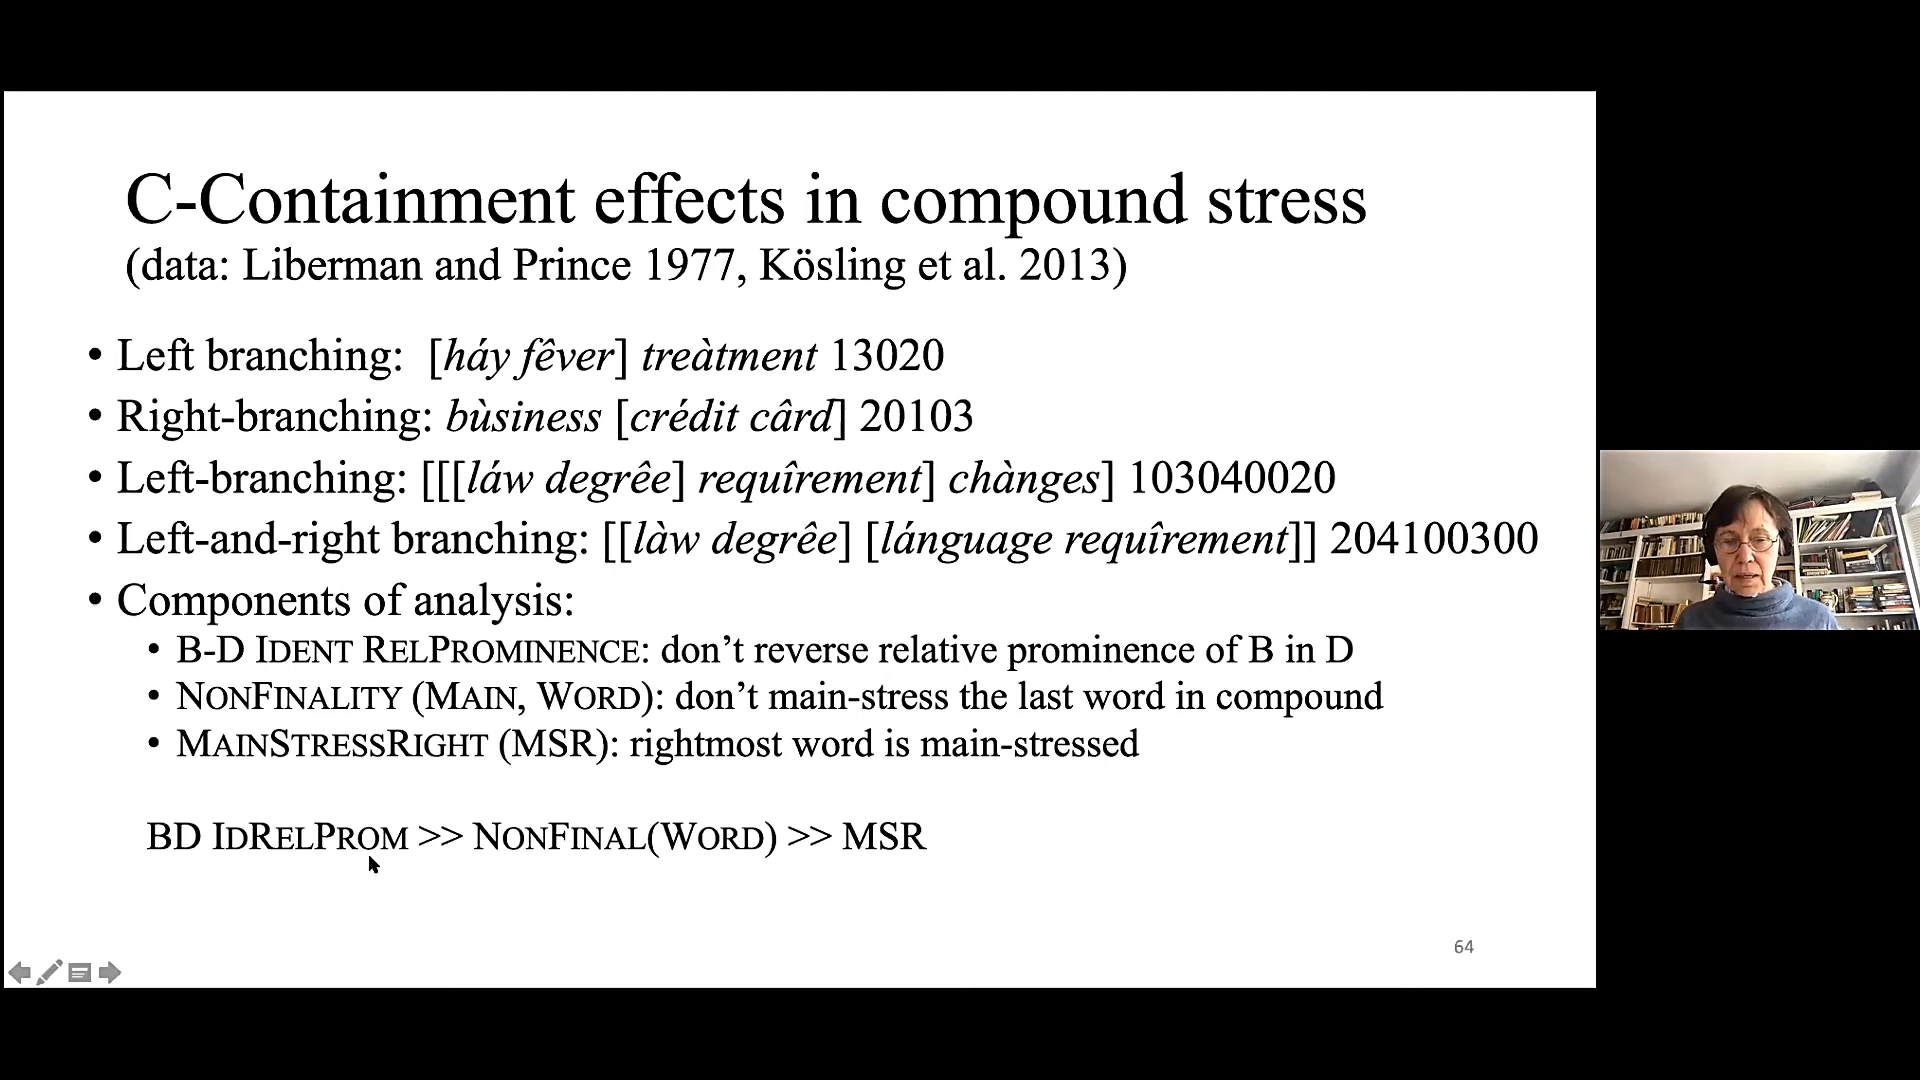 C-Containment effects in compound stress
(data: Liberman and Prince 1977, Kösling et al. 2013)
• Left branching: [háy fêver] treàtment 13020
• Right-branching: bùsiness [crédit cârd] 20103
• Left-branching: [[[láw degrêe] requîrement] chànges] 103040020
• Left-and-right branching: [[làw degrêe] [lánguage requîrement]] 204100300
• Components of analysis:
• B-D IDENT RELPROMINENCE: don’t reverse relative prominence of B in D
• NONFINALITY (MAIN, WORD): don’t main-stress the last word in compound
• MAINSTRESSRIGHT (MSR): rightmost word is main-stressed
BD IDRELPROM >> NONFINAL(WORD) >> MSR
64